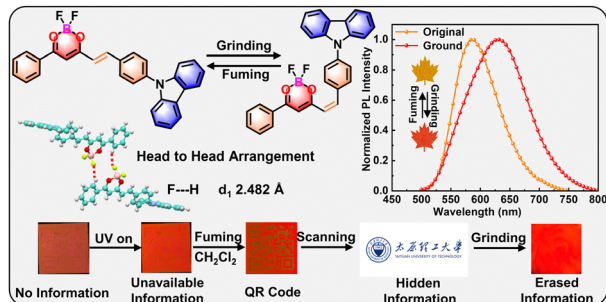 F F
B
O O
N
Grinding
Fuming
N
F F
B
O O
Head to Head Arrangement
F---H d₁ 2.482 Å
Normalized PL Intensity
1.0
0.8
0.6
0.4
0.2
0.0
Original
Ground
Fuming
Grinding
450 500 550 600 650 700 750 800
Wavelength (nm)
UV on
Fuming
CH₂Cl₂
Scanning
太原理工大学
TAIYUAN UNIVERSITY OF TECHNOLOGY
Grinding
No Information
Unavailable
Information
QR Code
Hidden
Information
Erased
Information